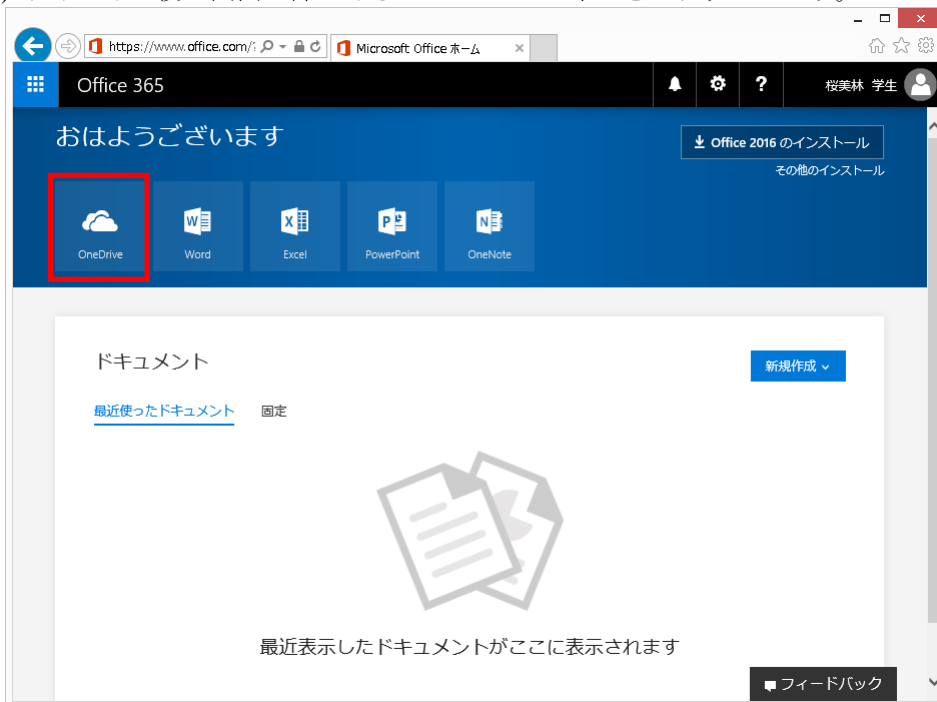 https://www.office.com/
Microsoft Office ホーム
Office 365
?
桜美林 学生
おはようございます
Office 2016 のインストール
その他のインストール
OneDrive
Word
Excel
PowerPoint
OneNote
ドキュメント
新規作成
最近使ったドキュメント
固定
最近表示したドキュメントがここに表示されます
フィードバック